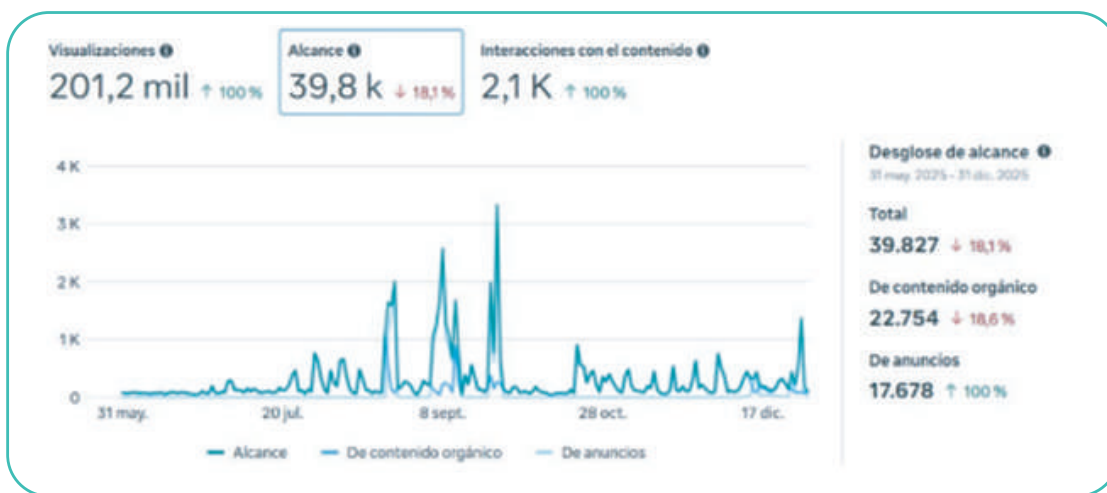 Visualizaciones
201,2 mil ↑ 100%
Alcance
39,8 k ↓ 18,1%
Interacciones con el contenido
2,1 K ↑ 100%
4 K
3 K
2 K
1 K
0
31 may.
20 jul.
8 sept.
28 oct.
17 dic.
Alcance
De contenido orgánico
De anuncios
Desglose de alcance
31 may. 2025 - 31 dic. 2025
Total
39.827 ↓ 18,1%
De contenido orgánico
22.754 ↓ 18,6%
De anuncios
17.678 ↑ 100%